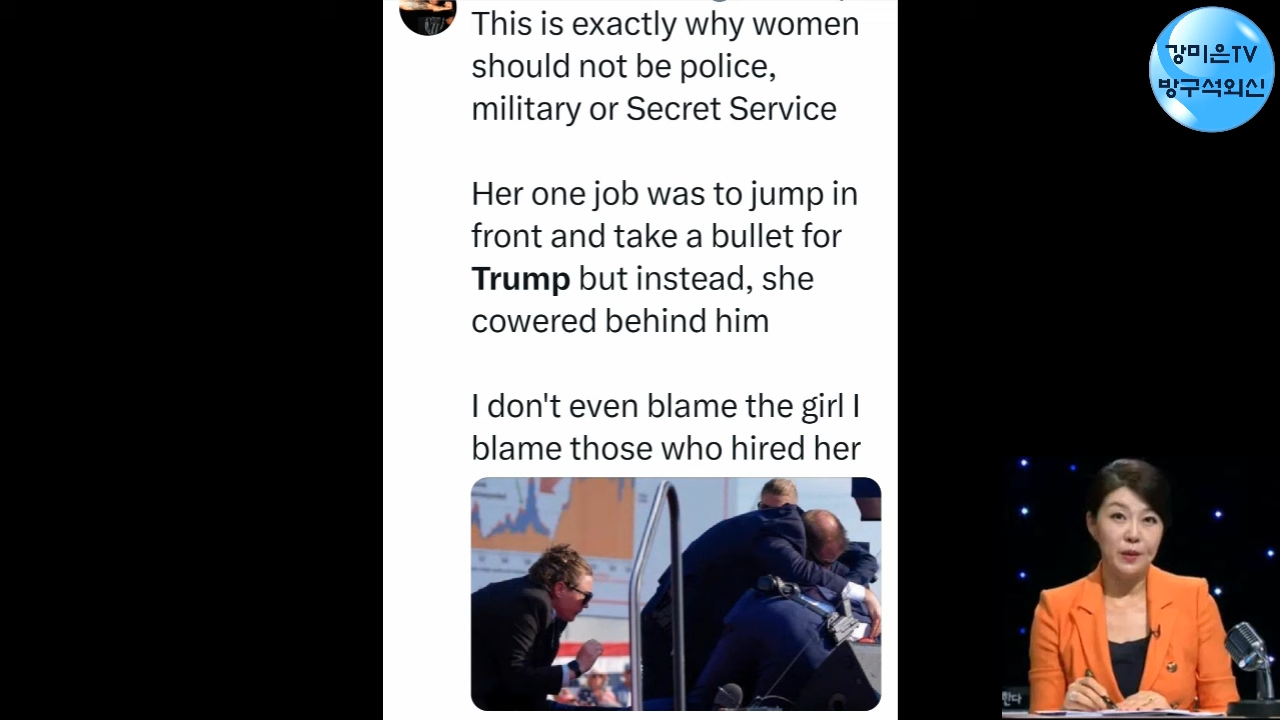 This is exactly why women
should not be police,
military or Secret Service
Her one job was to jump in
front and take a bullet for
Trump but instead, she
cowered behind him
I don't even blame the girl I
blame those who hired her
강미은TV
방구석외신